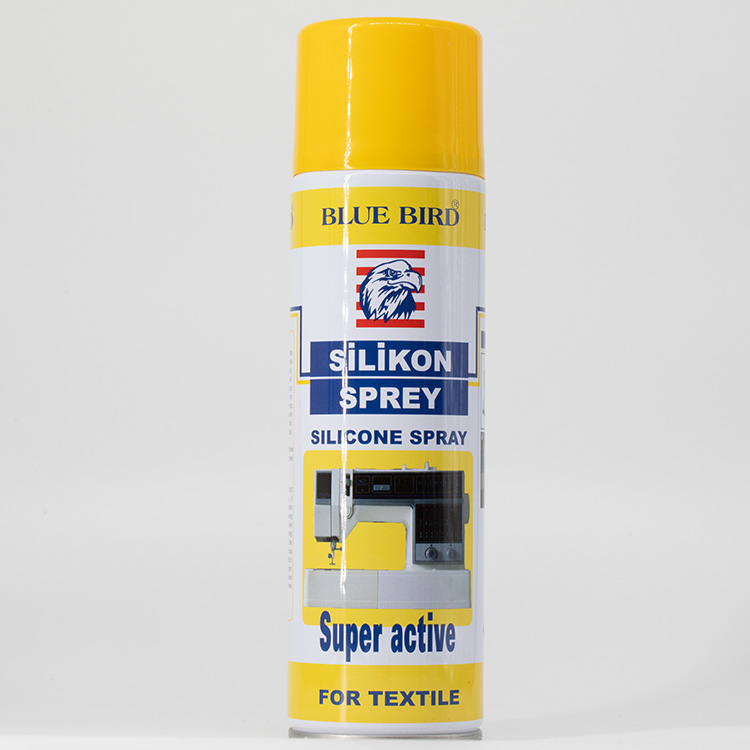 BLUE BIRD®
SİLİKON
SPREY
SILICONE SPRAY
Super active
FOR TEXTILE